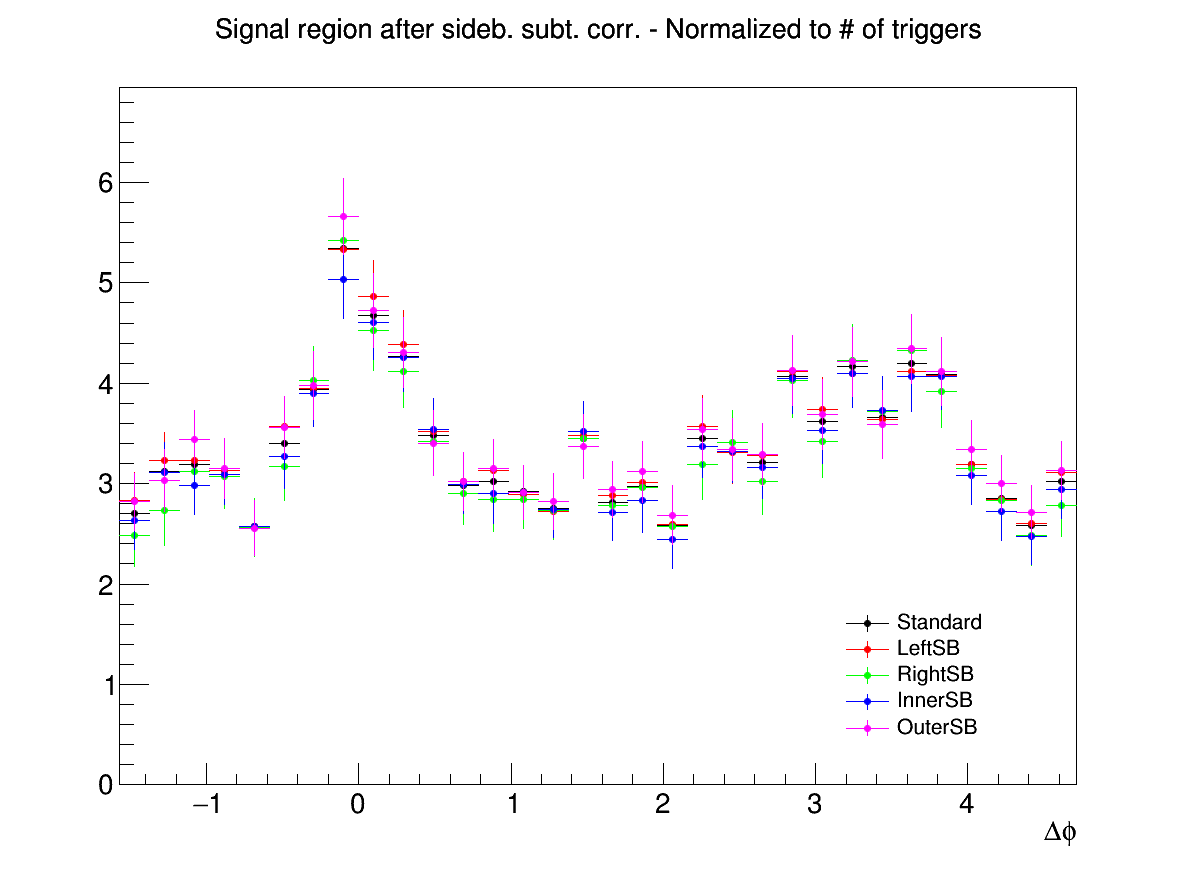 Signal region after sideb. subt. corr. - Normalized to # of triggers
6
5
4
3
2
1
0
Standard
LeftSB
RightSB
InnerSB
OuterSB
−1 0 1 2 3 4
Δϕ